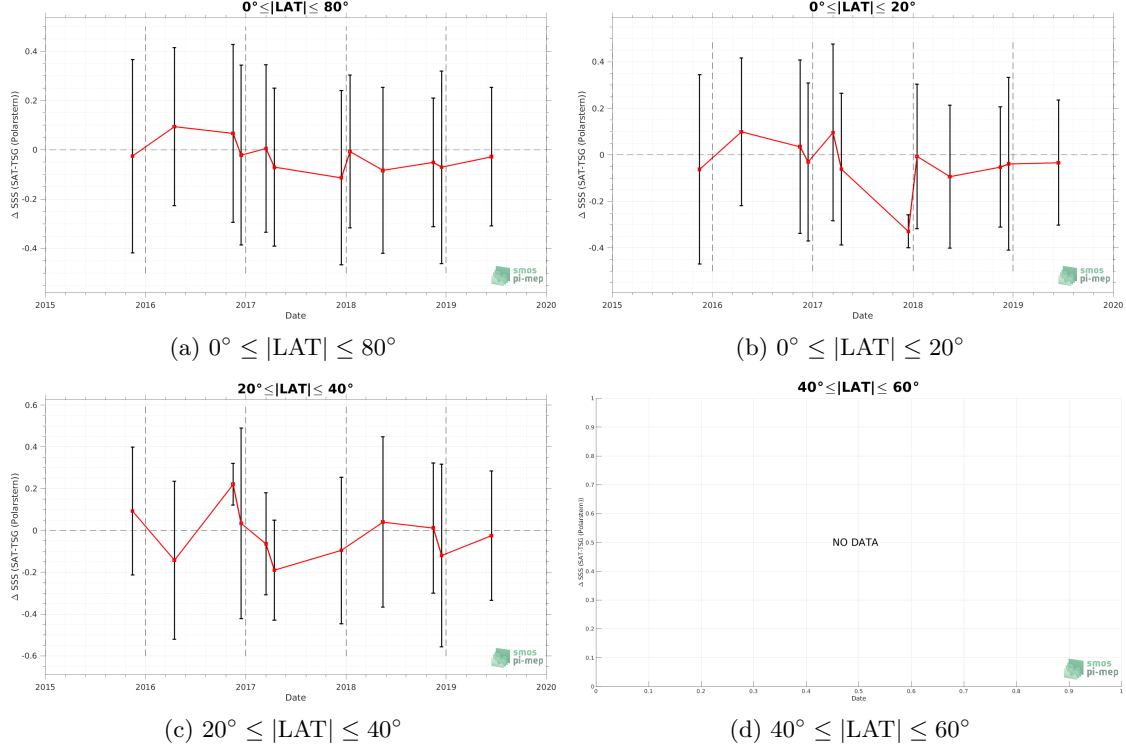 0°≤|LAT|≤ 80°
Δ SSS (SAT-TSG (Polarstern))
0.4
0.2
0
-0.2
-0.4
2015 2016 2017 2018 2019 2020
Date
smos
pi-mep
(a) 0° ≤ |LAT| ≤ 80°
0°≤|LAT|≤ 20°
Δ SSS (SAT-TSG (Polarstern))
0.4
0.2
0
-0.2
-0.4
2015 2016 2017 2018 2019 2020
Date
smos
pi-mep
(b) 0° ≤ |LAT| ≤ 20°
20°≤|LAT|≤ 40°
Δ SSS (SAT-TSG (Polarstern))
0.6
0.4
0.2
0
-0.2
-0.4
-0.6
2015 2016 2017 2018 2019 2020
Date
smos
pi-mep
(c) 20° ≤ |LAT| ≤ 40°
40°≤|LAT|≤ 60°
Δ SSS (SAT-TSG (Polarstern))
1
0.9
0.8
0.7
0.6
0.5
0.4
0.3
0.2
0.1
0
NO DATA
0 0.1 0.2 0.3 0.4 0.5 0.6 0.7 0.8 0.9 1
Date
smos
pi-mep
(d) 40° ≤ |LAT| ≤ 60°